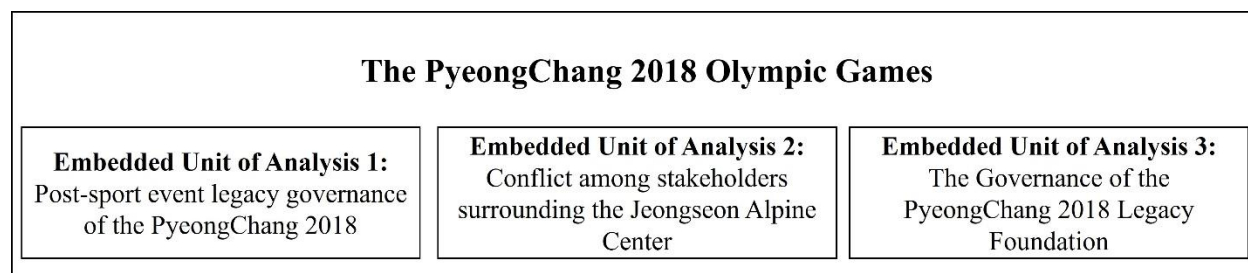 The PyeongChang 2018 Olympic Games
Embedded Unit of Analysis 1:
Post-sport event legacy governance
of the PyeongChang 2018
Embedded Unit of Analysis 2:
Conflict among stakeholders
surrounding the Jeongseon Alpine
Center
Embedded Unit of Analysis 3:
The Governance of the
PyeongChang 2018 Legacy
Foundation